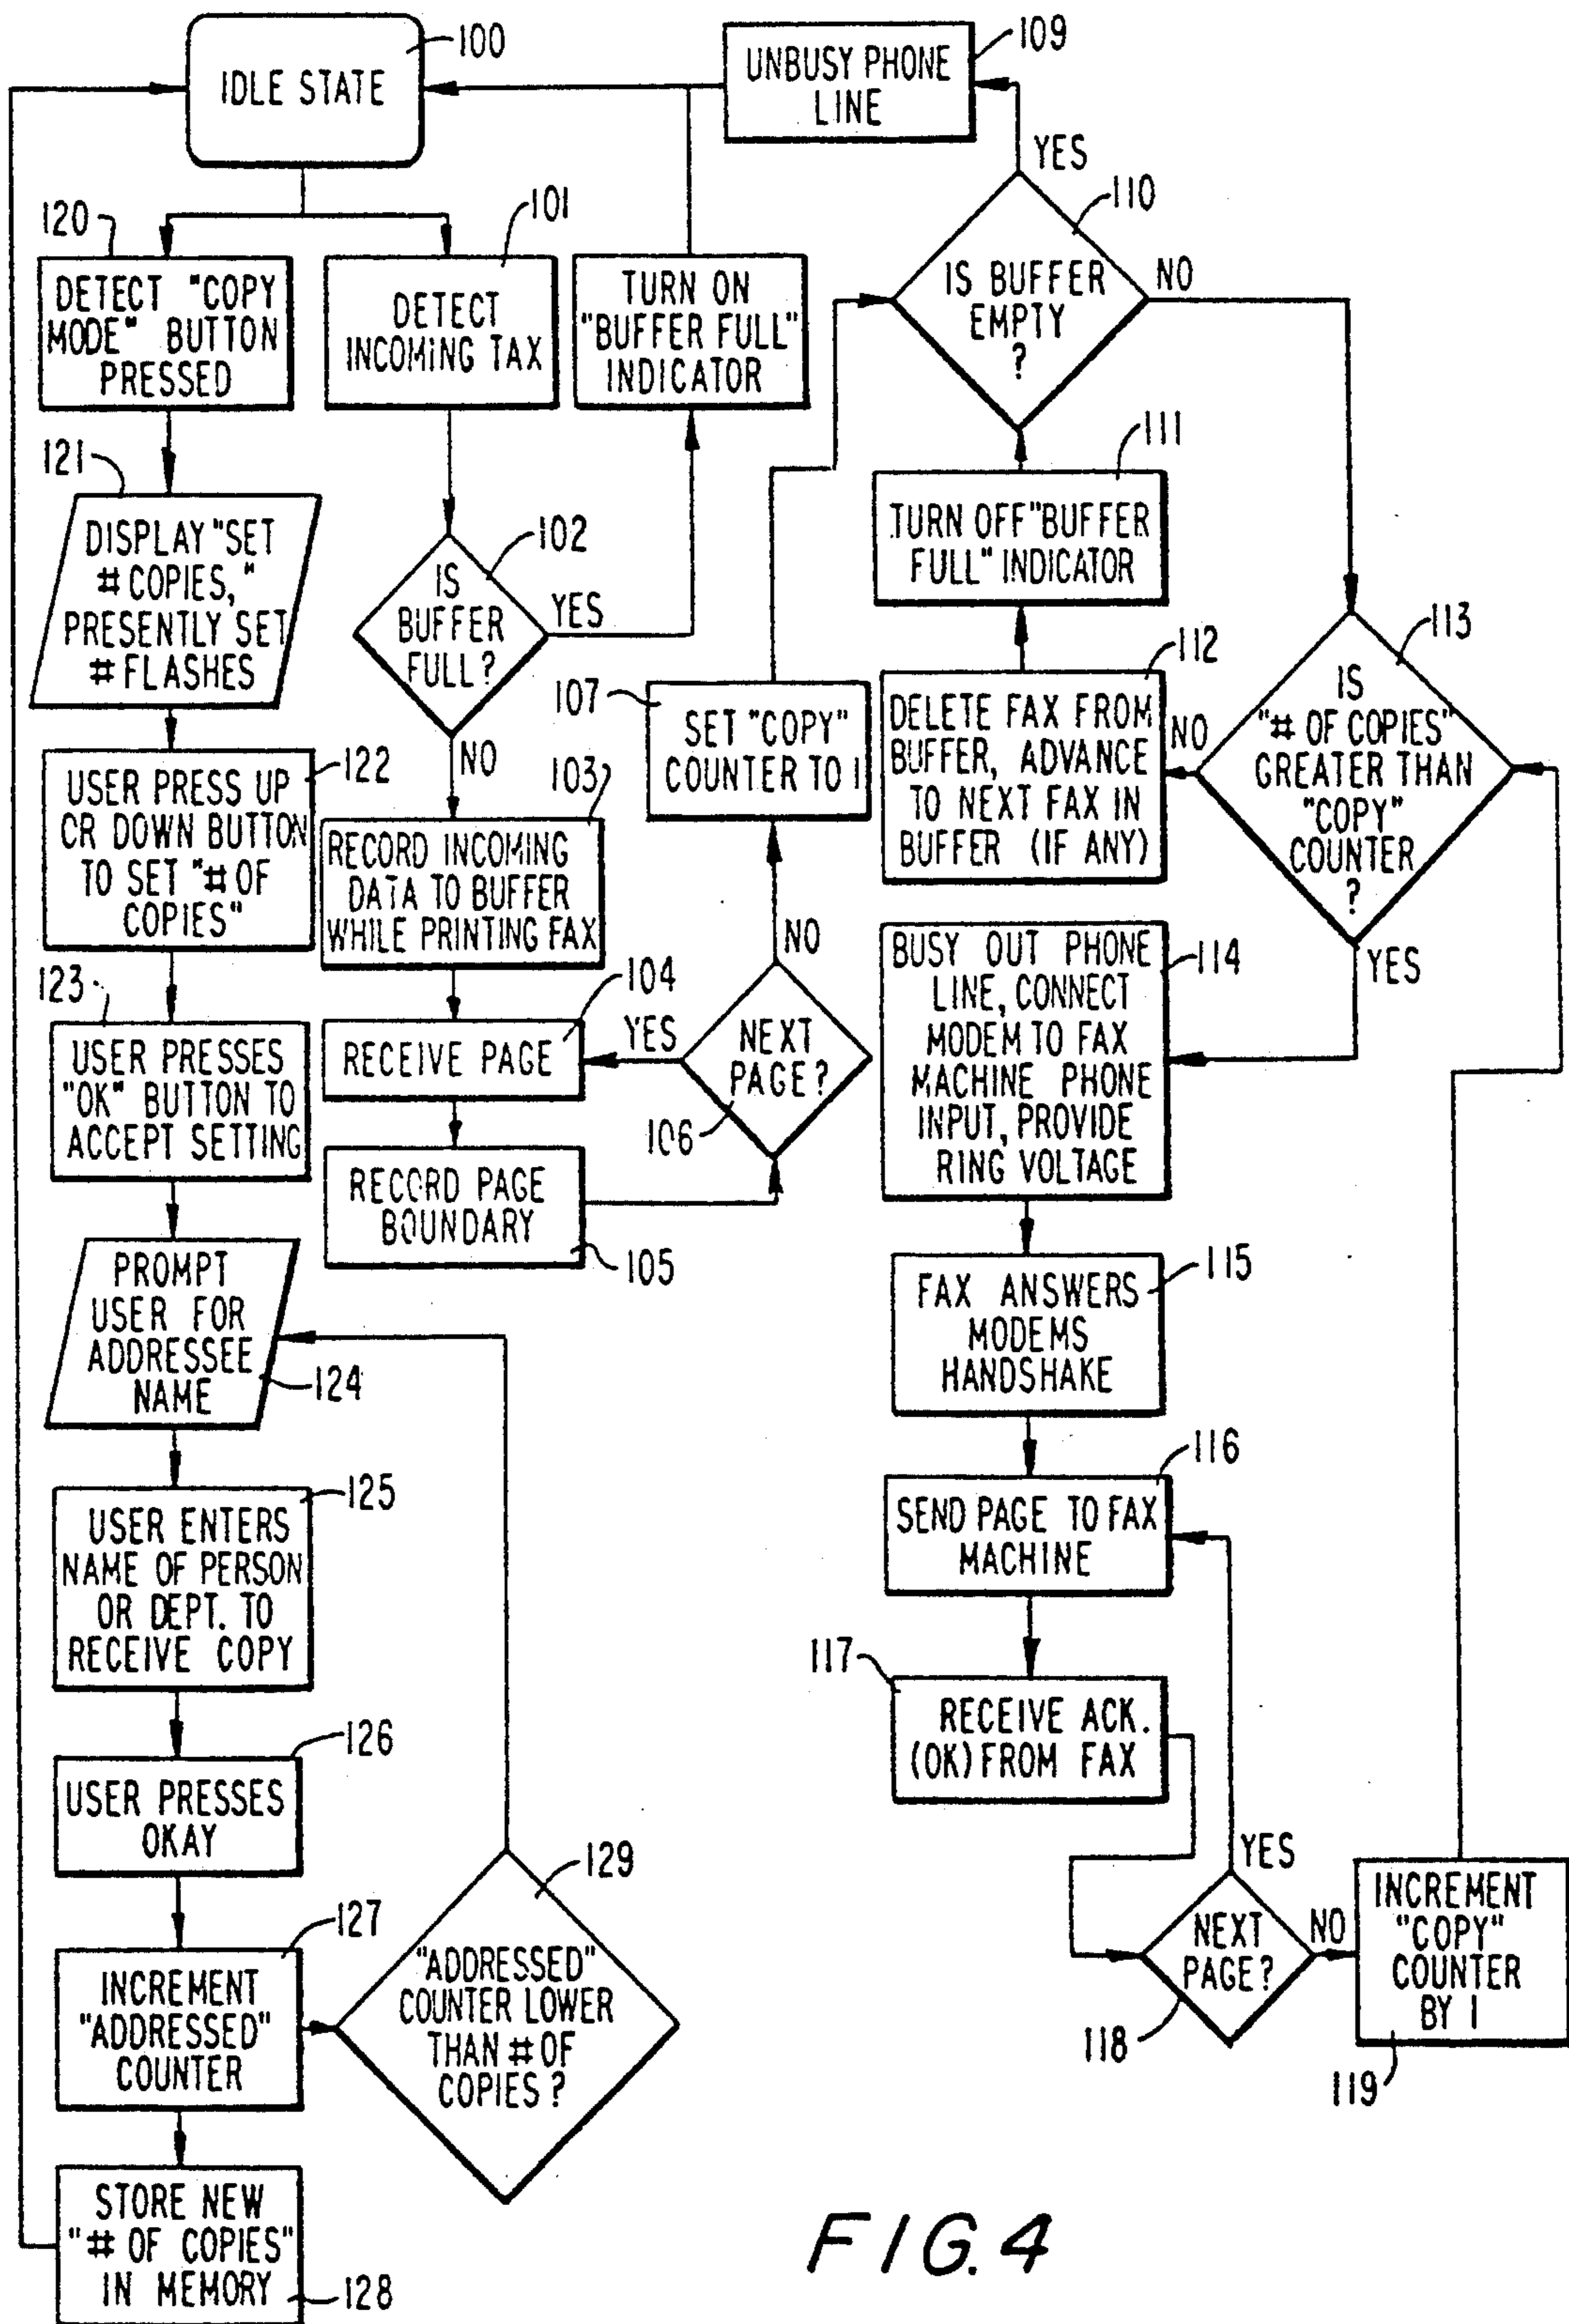 100
IDLE STATE
109
UNBUSY PHONE
LINE
YES
110
IS BUFFER
EMPTY
?
NO
120
DETECT "COPY
MODE" BUTTON
PRESSED
101
DETECT
INCOMING TAX
TURN ON
"BUFFER FULL"
INDICATOR
121
DISPLAY "SET
# COPIES,"
PRESENTLY SET
# FLASHES
102
IS
BUFFER
FULL?
YES
NO
111
TURN OFF "BUFFER
FULL" INDICATOR
112
DELETE FAX FROM
BUFFER, ADVANCE
TO NEXT FAX IN
BUFFER (IF ANY)
NO
113
IS
"# OF COPIES"
GREATER THAN
"COPY"
COUNTER
?
YES
107
SET "COPY"
COUNTER TO 1
122
USER PRESS UP
CR DOWN BUTTON
TO SET "# OF
COPIES"
103
RECORD INCOMING
DATA TO BUFFER
WHILE PRINTING FAX
NO
123
USER PRESSES
"OK" BUTTON TO
ACCEPT SETTING
104
RECEIVE PAGE
YES
NEXT
PAGE?
106
RECORD PAGE
BOUNDARY
105
114
BUSY OUT PHONE
LINE, CONNECT
MODEM TO FAX
MACHINE PHONE
INPUT, PROVIDE
RING VOLTAGE
PROMPT
USER FOR
ADDRESSEE
NAME
124
115
FAX ANSWERS
MODEMS
HANDSHAKE
116
SEND PAGE TO FAX
MACHINE
125
USER ENTERS
NAME OF PERSON
OR DEPT. TO
RECEIVE COPY
117
RECEIVE ACK.
(OK) FROM FAX
126
USER PRESSES
OKAY
YES
NEXT
PAGE?
118
NO
INCREMENT
"COPY"
COUNTER
BY 1
119
127
INCREMENT
"ADDRESSED"
COUNTER
129
"ADDRESSED"
COUNTER LOWER
THAN # OF
COPIES?
STORE NEW
"# OF COPIES"
IN MEMORY
128
FIG. 4